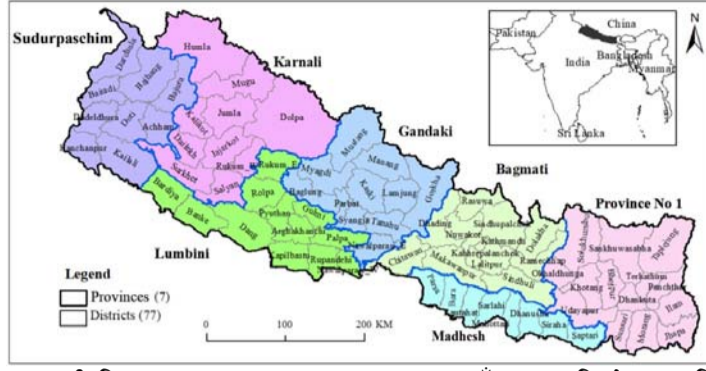 China
Pakistan
N
India
Bangladesh
Myanmar
Sri Lanka
Sudurpaschim
Darchula
Bajhang
Baitadi
Bajura
Dadeldhura
Doti
Achham
Kanchanpur
Kailali
Karnali
Humla
Mugu
Jumla
Dolpa
Kalikot
Dailekh
Jajarkot
Rukum
Surkhet
Salyan
Gandaki
Mustang
Manang
Myagdi
Gorkha
Kaski
Lamjung
Baglung
Parbat
Syangja
Tanahu
Bagmati
Rasuwa
Dhading
Nuwakot
Sindhupalchok
Dolakha
Kathmandu
Kabhrepalanchok
Lalitpur
Ramechhap
Chitawan
Makawanpur
Sindhuli
Province No 1
Solukhumbu
Sankhuwasabha
Taplejung
Okhaldhunga
Khotang
Bhojpur
Terhathum
Panchthar
Dhankuta
Ilam
Udayapur
Sunsari
Morang
Jhapa
Lumbini
Rukum_E
Rolpa
Bardiya
Banke
Dang
Pyuthan
Gulmi
Arghakhanchi
Palpa
Kapilbastu
Rupandehi
Madhesh
Parsa
Bara
Rautahat
Sarlahi
Mahottari
Dhanusha
Siraha
Saptari
Legend
Provinces (7)
Districts (77)
0 100 200 KM